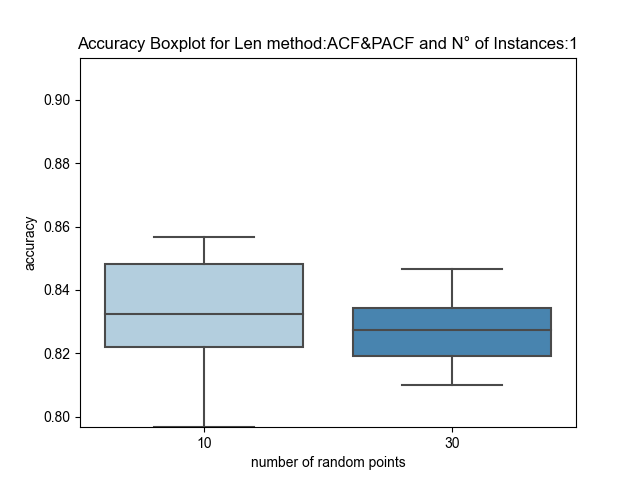 Accuracy Boxplot for Len method:ACF&PACF and N° of Instances:1
0.90
0.88
0.86
0.84
0.82
0.80
accuracy
10 30
number of random points